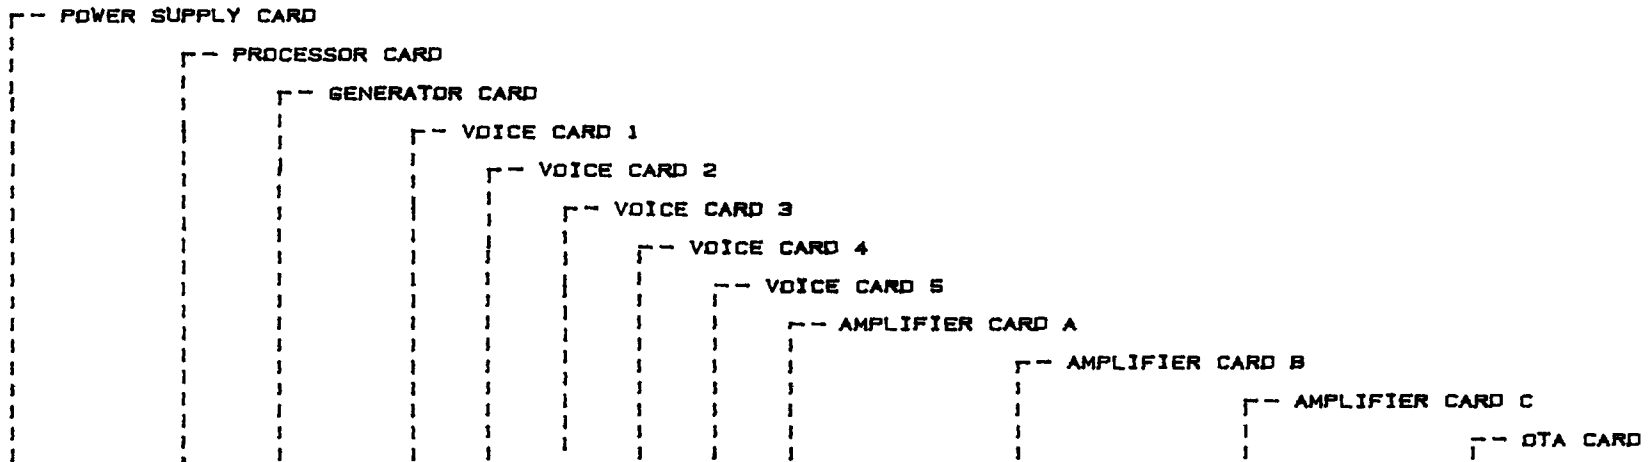 POWER SUPPLY CARD
PROCESSOR CARD
GENERATOR CARD
VOICE CARD 1
VOICE CARD 2
VOICE CARD 3
VOICE CARD 4
VOICE CARD 5
AMPLIFIER CARD A
AMPLIFIER CARD B
AMPLIFIER CARD C
OTA CARD